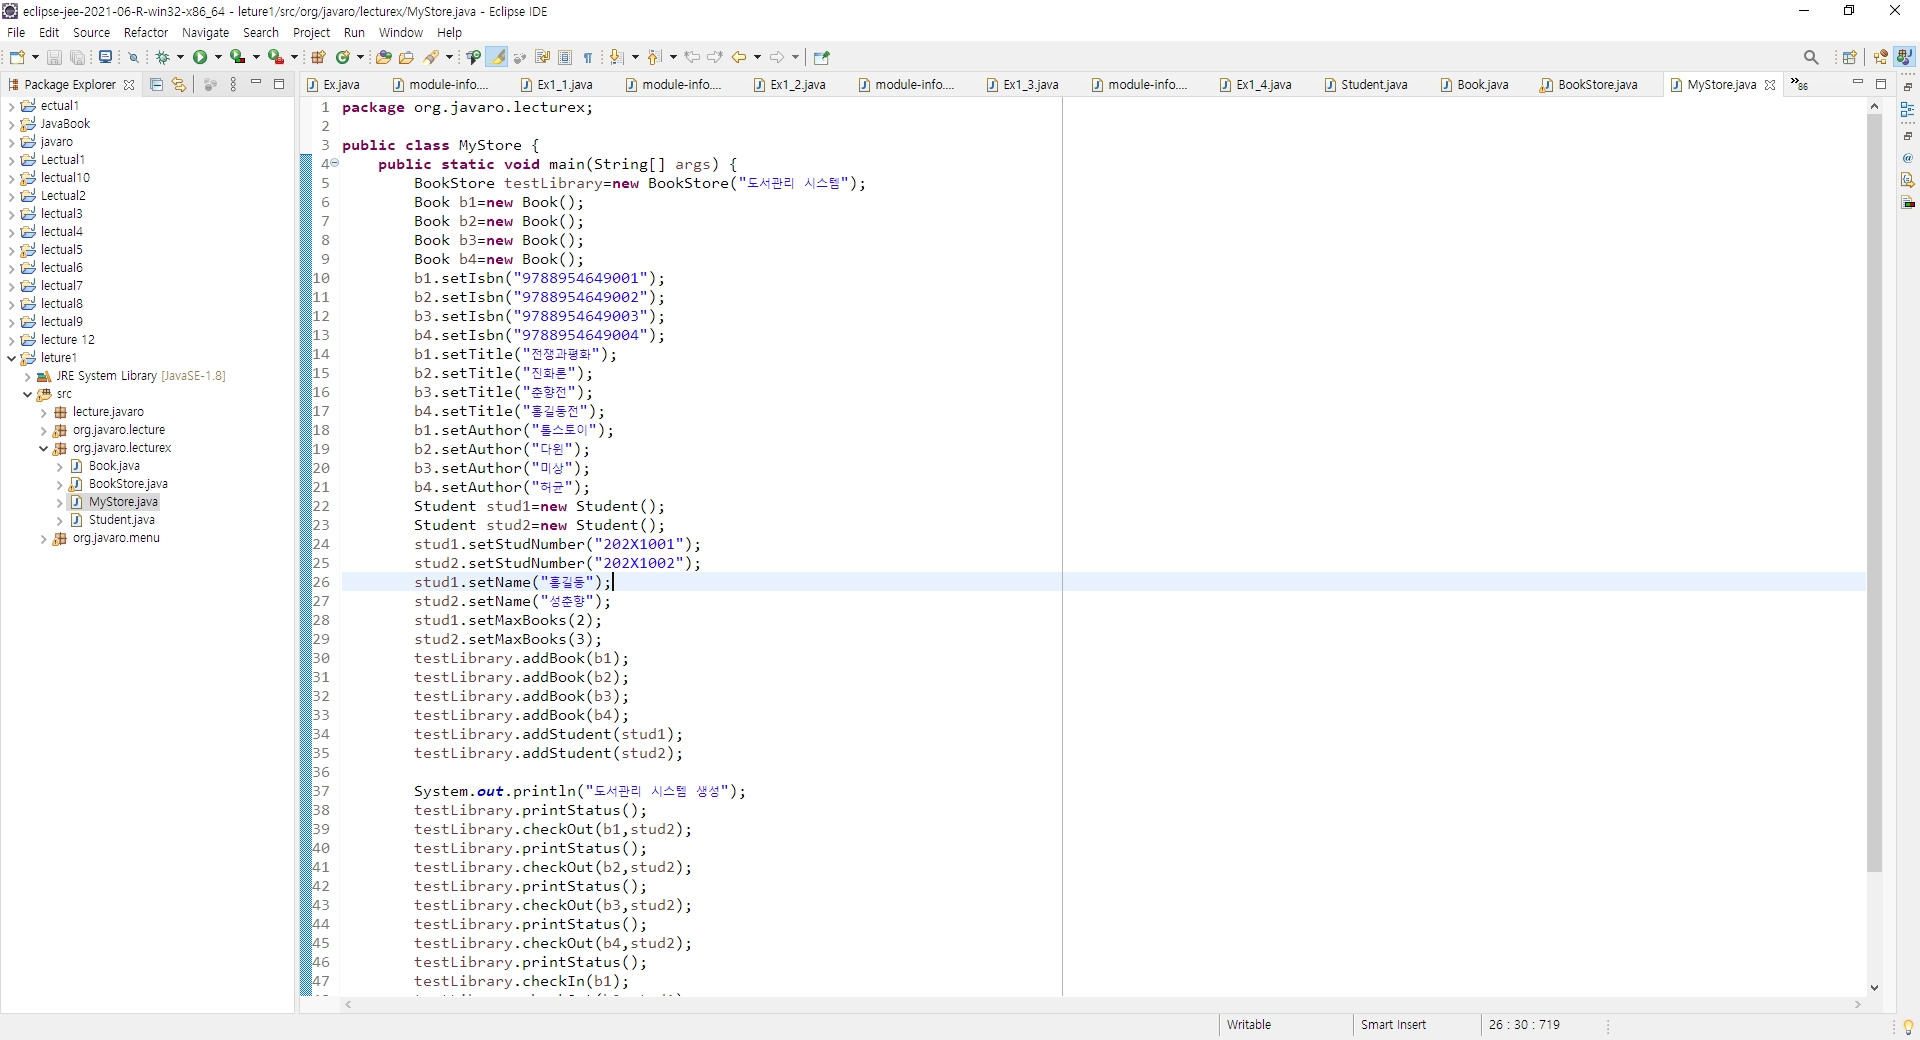 eclipse-jee-2021-06-R-win32-x86_64 - leture1/src/org/javaro/lecturex/MyStore.java - Eclipse IDE
File Edit Source Refactor Navigate Search Project Run Window Help
Package Explorer
Ex.java module-info.... Ex1_1.java module-info.... Ex1_2.java module-info.... Ex1_3.java module-info.... Ex1_4.java Student.java Book.java BookStore.java MyStore.java »86
ectual1
JavaBook
javaro
Lectual1
lectual10
Lectual2
lectual3
lectual4
lectual5
lectual6
lectual7
lectual8
lectual9
lecture 12
leture1
JRE System Library [JavaSE-1.8]
src
lecture.javaro
org.javaro.lecture
org.javaro.lecturex
Book.java
BookStore.java
MyStore.java
Student.java
org.javaro.menu
1 package org.javaro.lecturex;
2
3 public class MyStore {
4 public static void main(String[] args) {
5 BookStore testLibrary=new BookStore("도서관리 시스템");
6 Book b1=new Book();
7 Book b2=new Book();
8 Book b3=new Book();
9 Book b4=new Book();
10 b1.setIsbn("9788954649001");
11 b2.setIsbn("9788954649002");
12 b3.setIsbn("9788954649003");
13 b4.setIsbn("9788954649004");
14 b1.setTitle("전쟁과평화");
15 b2.setTitle("진화론");
16 b3.setTitle("춘향전");
17 b4.setTitle("홍길동전");
18 b1.setAuthor("톨스토이");
19 b2.setAuthor("다윈");
20 b3.setAuthor("미상");
21 b4.setAuthor("허균");
22 Student stud1=new Student();
23 Student stud2=new Student();
24 stud1.setStudNumber("202X1001");
25 stud2.setStudNumber("202X1002");
26 stud1.setName("홍길동");
27 stud2.setName("성춘향");
28 stud1.setMaxBooks(2);
29 stud2.setMaxBooks(3);
30 testLibrary.addBook(b1);
31 testLibrary.addBook(b2);
32 testLibrary.addBook(b3);
33 testLibrary.addBook(b4);
34 testLibrary.addStudent(stud1);
35 testLibrary.addStudent(stud2);
36
37 System.out.println("도서관리 시스템 생성");
38 testLibrary.printStatus();
39 testLibrary.checkOut(b1,stud2);
40 testLibrary.printStatus();
41 testLibrary.checkOut(b2,stud2);
42 testLibrary.printStatus();
43 testLibrary.checkOut(b3,stud2);
44 testLibrary.printStatus();
45 testLibrary.checkOut(b4,stud2);
46 testLibrary.printStatus();
47 testLibrary.checkIn(b1);
Writable Smart Insert 26 : 30 : 719